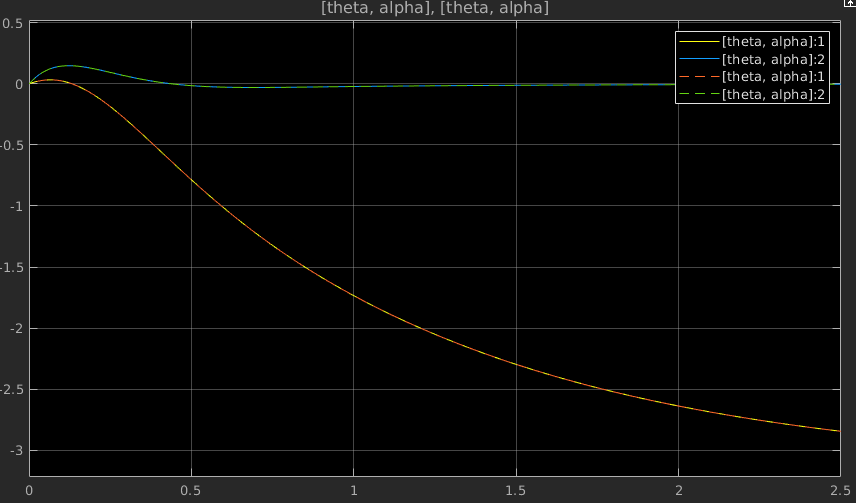 [theta, alpha], [theta, alpha]
[theta, alpha]:1
[theta, alpha]:2
[theta, alpha]:1
[theta, alpha]:2
0.5
0
-0.5
-1
-1.5
-2
-2.5
-3
0 0.5 1 1.5 2 2.5